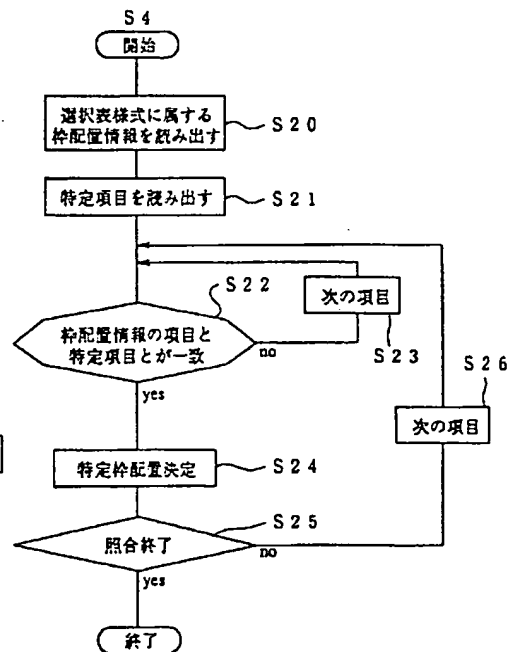 S4
開始
選択表様式に属する
枠配置情報を読み出す
S20
特定項目を読み出す
S21
S22
次の項目
S23
枠配置情報の項目と
特定項目とが一致
no
yes
S26
次の項目
特定枠配置決定
S24
S25
照合終了
no
yes
終了